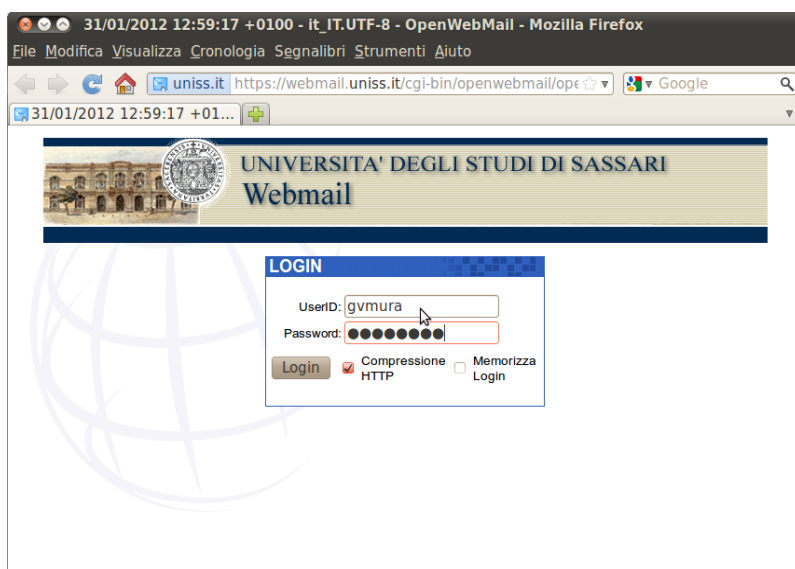 31/01/2012 12:59:17 +0100 - it_IT.UTF-8 - OpenWebMail - Mozilla Firefox
File Modifica Visualizza Cronologia Segnalibri Strumenti Aiuto
uniss.it https://webmail.uniss.it/cgi-bin/openwebmail/ope Google
31/01/2012 12:59:17 +01...
UNIVERSITA' DEGLI STUDI DI SASSARI
Webmail
LOGIN
UserID: gvmura
Password: ●●●●●●●●
Login Compressione HTTP Memorizza Login